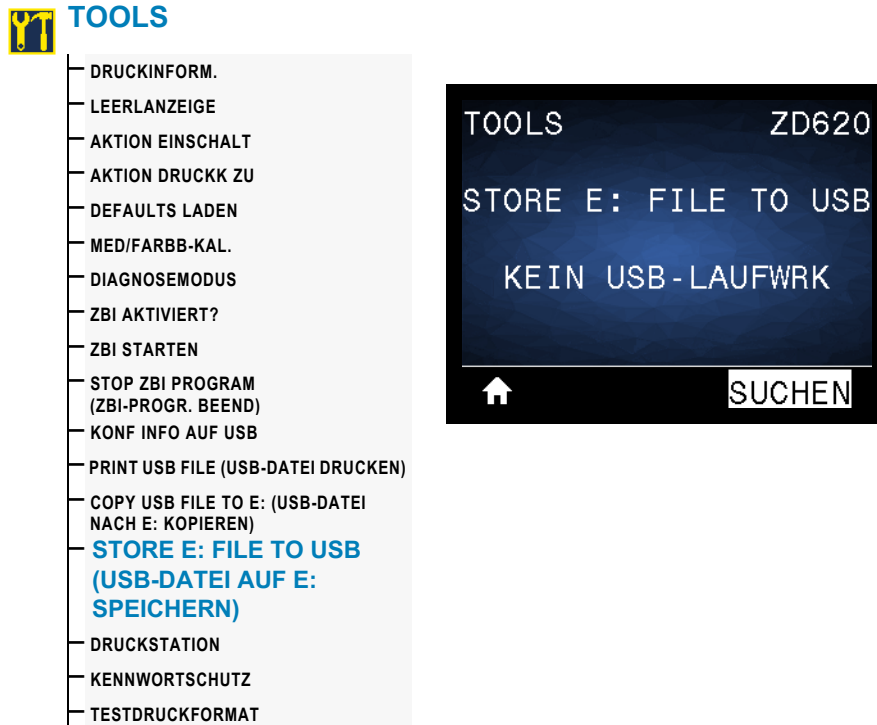 TOOLS
DRUCKINFORM.
LEERLANZEIGE
AKTION EINSCHALT
AKTION DRUCKK ZU
DEFAULTS LADEN
MED/FARBB-KAL.
DIAGNOSEMODUS
ZBI AKTIVIERT?
ZBI STARTEN
STOP ZBI PROGRAM
(ZBI-PROGR. BEEND)
KONF INFO AUF USB
PRINT USB FILE (USB-DATEI DRUCKEN)
COPY USB FILE TO E: (USB-DATEI
NACH E: KOPIEREN)
STORE E: FILE TO USB
(USB-DATEI AUF E:
SPEICHERN)
DRUCKSTATION
KENNWORTSCHUTZ
TESTDRUCKFORMAT
TOOLS ZD620
STORE E: FILE TO USB
KEIN USB-LAUFWRK
SUCHEN